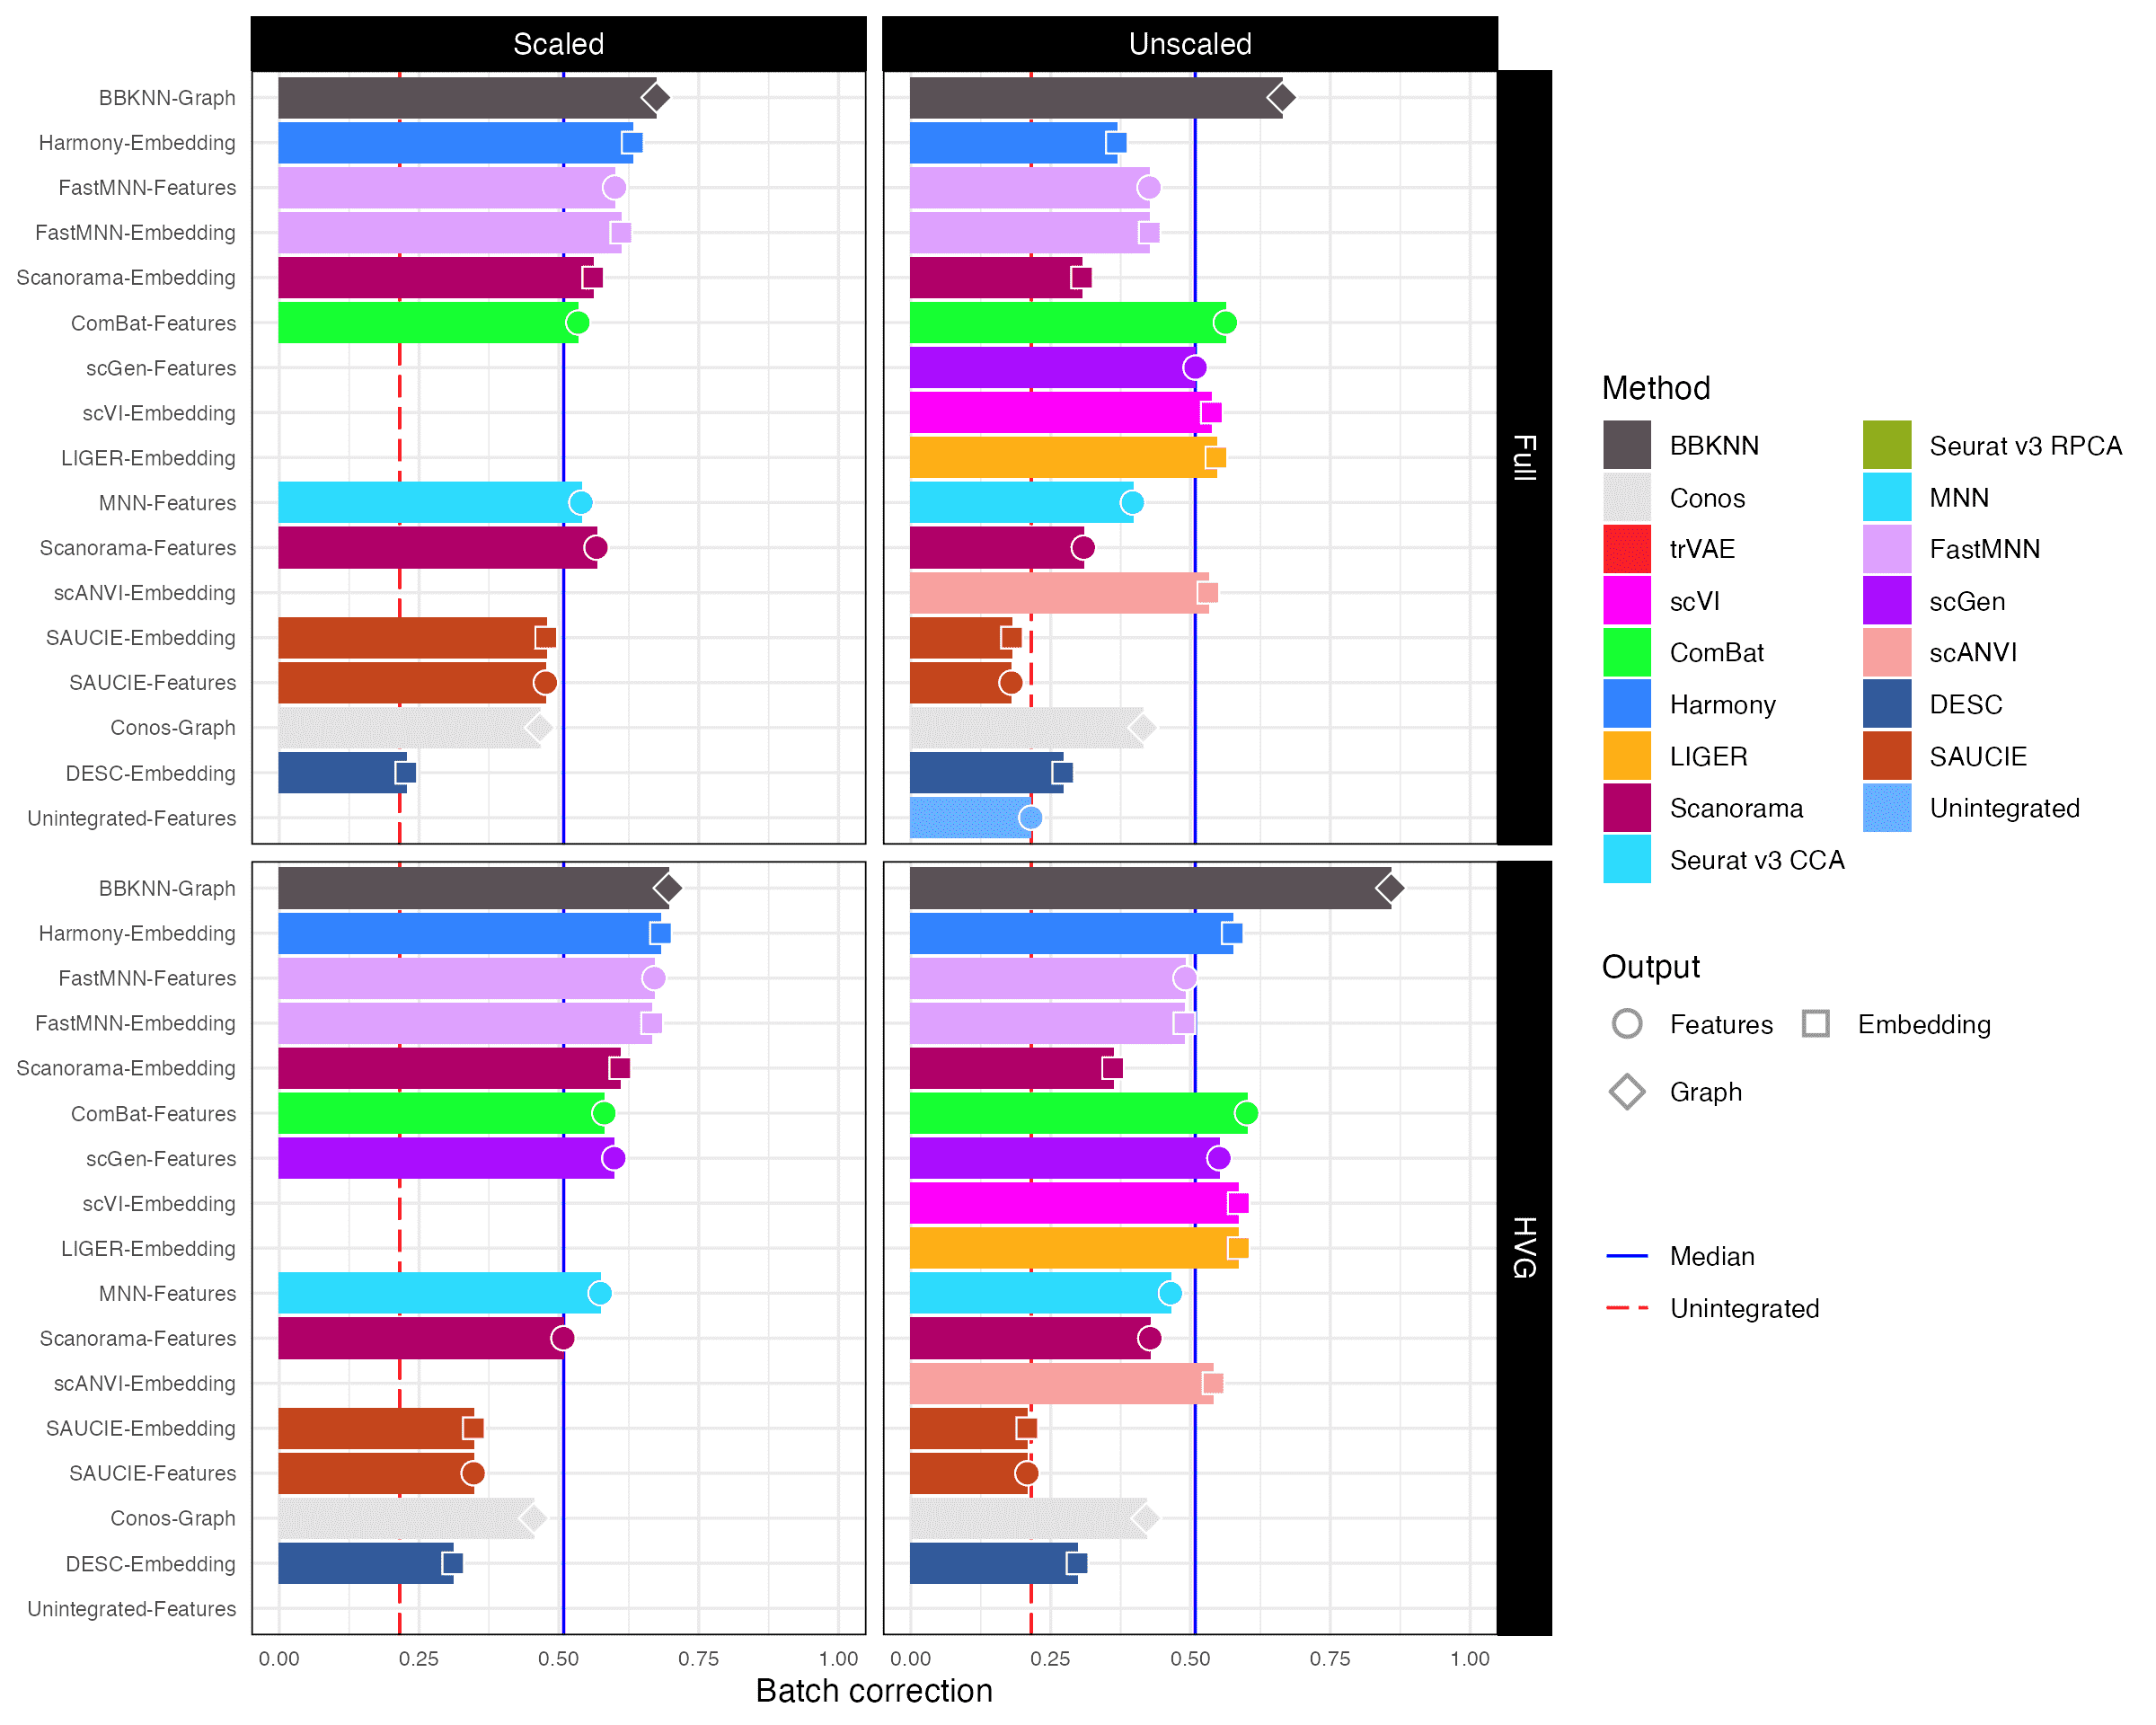 Scaled
Unscaled
BBKNN-Graph
Harmony-Embedding
FastMNN-Features
FastMNN-Embedding
Scanorama-Embedding
ComBat-Features
scGen-Features
scVI-Embedding
LIGER-Embedding
MNN-Features
Scanorama-Features
scANVI-Embedding
SAUCIE-Embedding
SAUCIE-Features
Conos-Graph
DESC-Embedding
Unintegrated-Features
Full
BBKNN-Graph
Harmony-Embedding
FastMNN-Features
FastMNN-Embedding
Scanorama-Embedding
ComBat-Features
scGen-Features
scVI-Embedding
LIGER-Embedding
MNN-Features
Scanorama-Features
scANVI-Embedding
SAUCIE-Embedding
SAUCIE-Features
Conos-Graph
DESC-Embedding
Unintegrated-Features
HVG
0.00 0.25 0.50 0.75 1.00
0.00 0.25 0.50 0.75 1.00
Batch correction
Method
BBKNN
Conos
trVAE
scVI
ComBat
Harmony
LIGER
Scanorama
Seurat v3 CCA
Seurat v3 RPCA
MNN
FastMNN
scGen
scANVI
DESC
SAUCIE
Unintegrated
Output
Features
Embedding
Graph
Median
Unintegrated